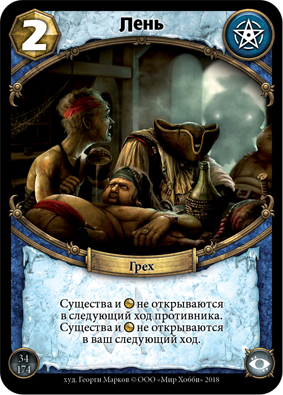 2
Лень
Грех
Существа и не открываются
в следующий ход противника.
Существа и не открываются
в ваш следующий ход.
34
174
худ. Георги Марков © ООО «Мир Хобби» 2018